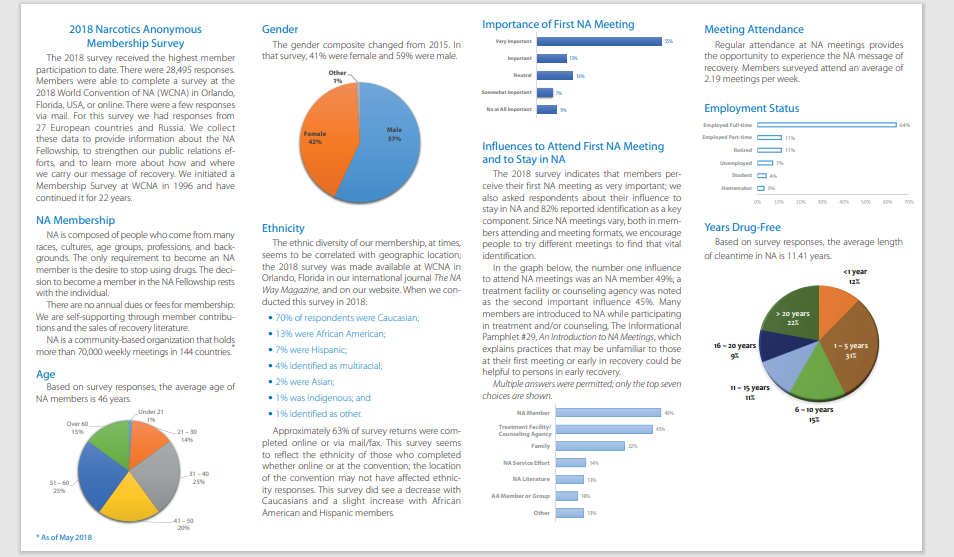 2018 Narcotics Anonymous
Membership Survey
The 2018 survey received the highest member
participation to date. There were 28,495 responses.
Members were able to complete a survey at the
2018 World Convention of NA (WCNA) in Orlando,
Florida, USA, or online. There were a few responses
via mail. For this survey we had responses from
27 European countries and Russia. We collect
these data to provide information about the NA
Fellowship, to strengthen our public relations ef-
forts, and to learn more about how and where
we carry our message of recovery. We initiated a
Membership Survey at WCNA in 1996 and have
continued it for 22 years.
NA Membership
NA is composed of people who come from many
races, cultures, age groups, professions, and back-
grounds. The only requirement to become an NA
member is the desire to stop using drugs. The deci-
sion to become a member in the NA Fellowship rests
with the individual.
There are no annual dues or fees for membership:
We are self-supporting through member contribu-
tions and the sales of recovery literature.
NA is a community-based organization that holds
more than 70,000 weekly meetings in 144 countries.*
Age
Based on survey responses, the average age of
NA members is 46 years.
Under 21
1%
21 – 30
14%
31 – 40
25%
41 – 50
20%
51 – 60
25%
Over 60
15%
* As of May 2018
Gender
The gender composite changed from 2015. In
that survey, 41% were female and 59% were male.
Other
1%
Female
42%
Male
57%
Ethnicity
The ethnic diversity of our membership, at times,
seems to be correlated with geographic location;
the 2018 survey was made available at WCNA in
Orlando, Florida in our international journal The NA
Way Magazine, and on our website. When we con-
ducted this survey in 2018:
• 70% of respondents were Caucasian;
• 13% were African American;
• 7% were Hispanic;
• 4% identified as multiracial;
• 2% were Asian;
• 1% was Indigenous; and
• 1% identified as other.
Approximately 63% of survey returns were com-
pleted online or via mail/fax. This survey seems
to reflect the ethnicity of those who completed
whether online or at the convention; the location
of the convention may not have affected ethnic-
ity responses. This survey did see a decrease with
Caucasians and a slight increase with African
American and Hispanic members.
Importance of First NA Meeting
Very Important 55%
Important 13%
Neutral 16%
Somewhat Important 7%
No at All Important 9%
Influences to Attend First NA Meeting
and to Stay in NA
The 2018 survey indicates that members per-
ceive their first NA meeting as very important; we
also asked respondents about their influence to
stay in NA and 82% reported identification as a key
component. Since NA meetings vary, both in mem-
bers attending and meeting formats, we encourage
people to try different meetings to find that vital
identification.
In the graph below, the number one influence
to attend NA meetings was an NA member 49%; a
treatment facility or counseling agency was noted
as the second important influence 45%. Many
members are introduced to NA while participating
in treatment and/or counseling, The Informational
Pamphlet #29, An Introduction to NA Meetings, which
explains practices that may be unfamiliar to those
at their first meeting or early in recovery could be
helpful to persons in early recovery.
Multiple answers were permitted; only the top seven
choices are shown.
NA Member 49%
Treatment Facility/
Counseling Agency 45%
Family 32%
NA Service Effort 14%
NA Literature 13%
AA Member or Group 10%
Other 13%
Meeting Attendance
Regular attendance at NA meetings provides
the opportunity to experience the NA message of
recovery. Members surveyed attend an average of
2.19 meetings per week.
Employment Status
Employed Full-time 64%
Employed Part-time 11%
Retired 11%
Unemployed 7%
Student 4%
Homemaker 3%
0% 10% 20% 30% 40% 50% 60% 70%
Years Drug-Free
Based on survey responses, the average length
of cleantime in NA is 11.41 years.
<1 year
12%
1 – 5 years
31%
6 – 10 years
15%
11 – 15 years
11%
16 – 20 years
9%
> 20 years
22%